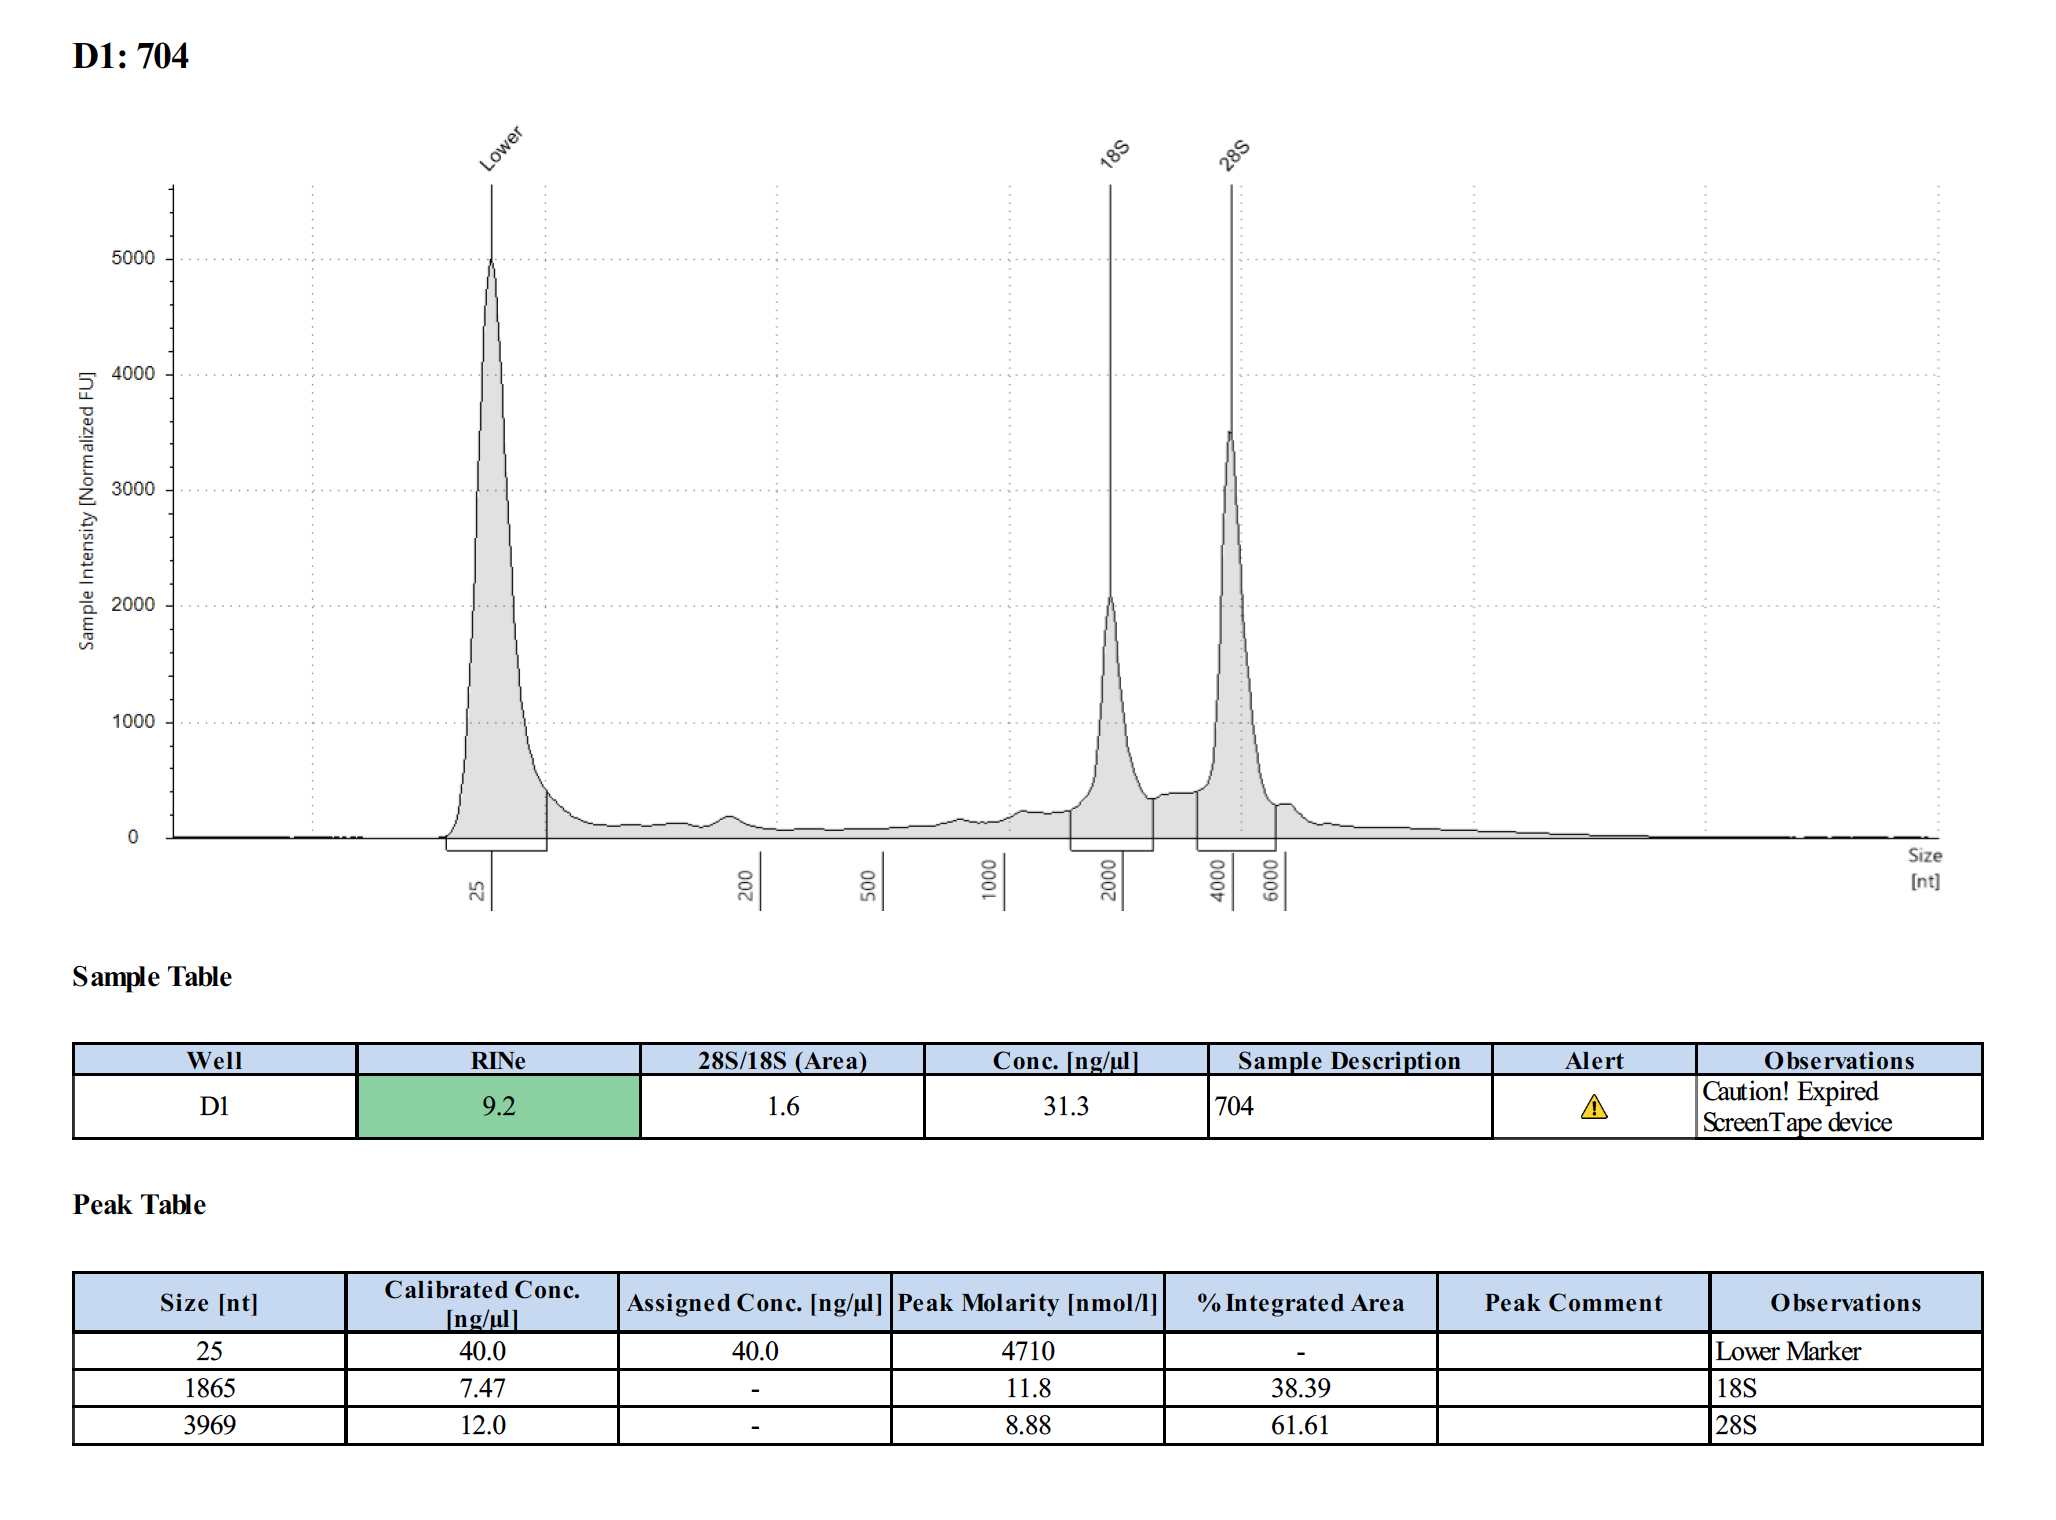 D1: 704
Lower
18S
28S
Sample Intensity [Normalized FU]
5000
4000
3000
2000
1000
0
25
200
500
1000
2000
4000
6000
Size
[nt]
Sample Table
Well RINe 28S/18S (Area) Conc. [ng/µl] Sample Description Alert Observations
D1 9.2 1.6 31.3 704 Caution! Expired
ScreenTape device
Peak Table
Size [nt] Calibrated Conc.
[ng/µl] Assigned Conc. [ng/µl] Peak Molarity [nmol/l] % Integrated Area Peak Comment Observations
25 40.0 40.0 4710 - Lower Marker
1865 7.47 - 11.8 38.39 18S
3969 12.0 - 8.88 61.61 28S